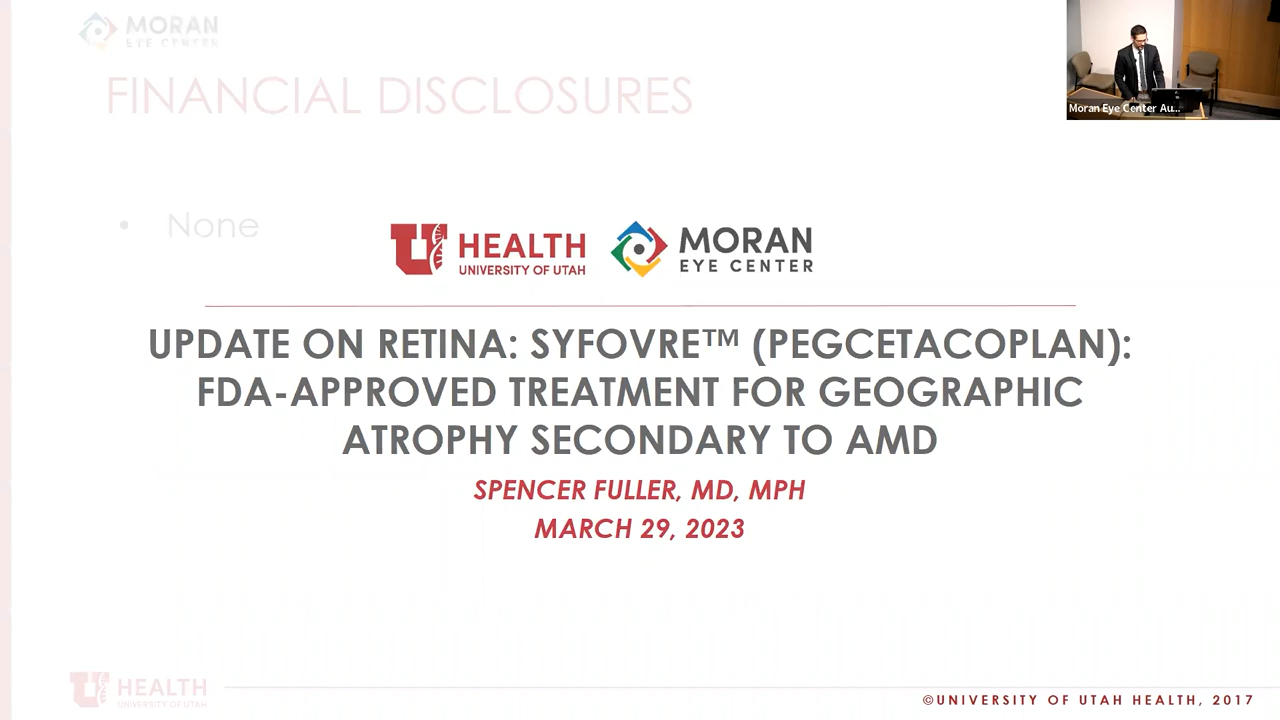 MORAN
EYE CENTER
FINANCIAL DISCLOSURES
Moran Eye Center Au...
• None
U HEALTH
UNIVERSITY OF UTAH
MORAN
EYE CENTER
UPDATE ON RETINA: SYFOVRE™ (PEGCETACOPLAN):
FDA-APPROVED TREATMENT FOR GEOGRAPHIC
ATROPHY SECONDARY TO AMD
SPENCER FULLER, MD, MPH
MARCH 29, 2023
U HEALTH
UNIVERSITY OF UTAH
©UNIVERSITY OF UTAH HEALTH, 2017